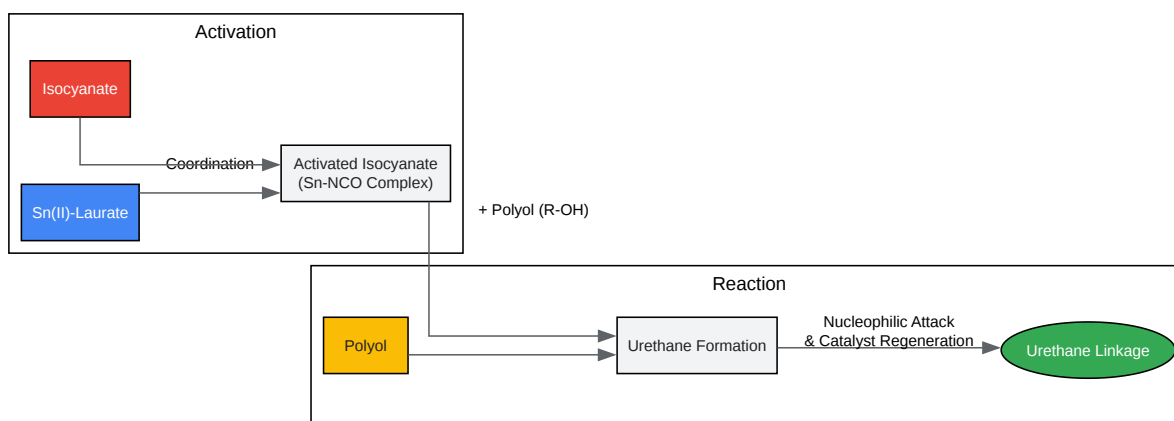 Activation
Isocyanate
Coordination
Activated Isocyanate
(Sn-NCO Complex)
Sn(II)-Laurate
+ Polyol (R-OH)
Reaction
Polyol
Urethane Formation
Nucleophilic Attack
& Catalyst Regeneration
Urethane Linkage